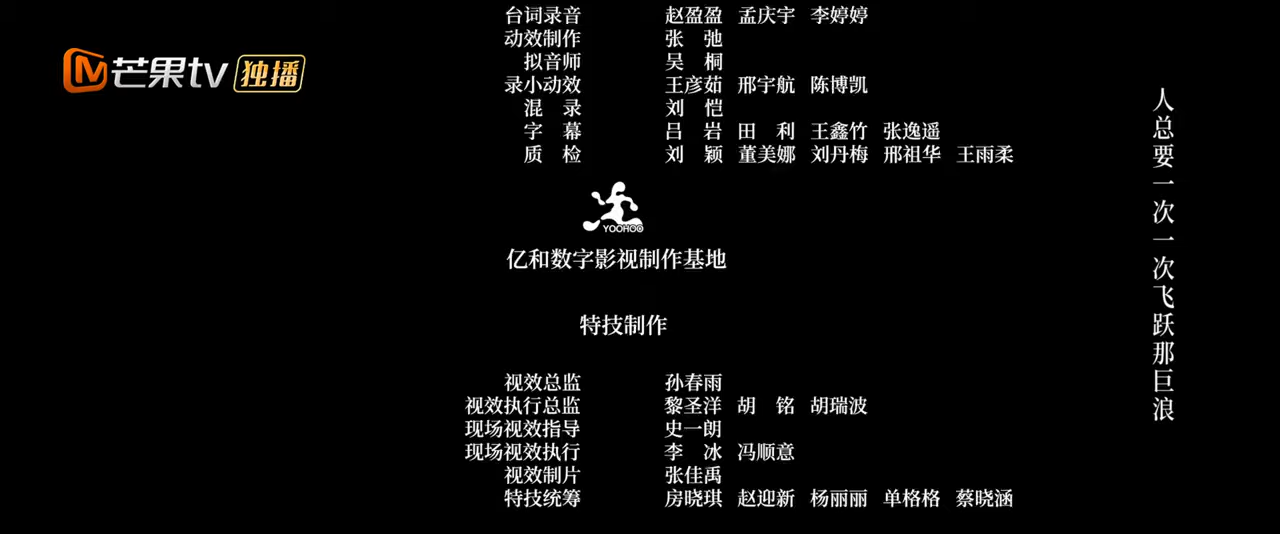 芒果tv 独播
台词录音 赵盈盈 孟庆宇 李婷婷
动效制作 张 弛
拟音师 吴 桐
录小动效 王彦茹 邢宇航 陈博凯
混 录 刘 恺
字 幕 吕 岩 田 利 王鑫竹 张逸遥
质 检 刘 颖 董美娜 刘丹梅 邢祖华 王雨柔
YOOHOO
亿和数字影视制作基地
特技制作
视效总监 孙春雨
视效执行总监 黎圣洋 胡 铭 胡瑞波
现场视效指导 史一朗
现场视效执行 李 冰 冯顺意
视效制片 张佳禹
特技统筹 房晓琪 赵迎新 杨丽丽 单格格 蔡晓涵
人总要一次一次飞跃那巨浪